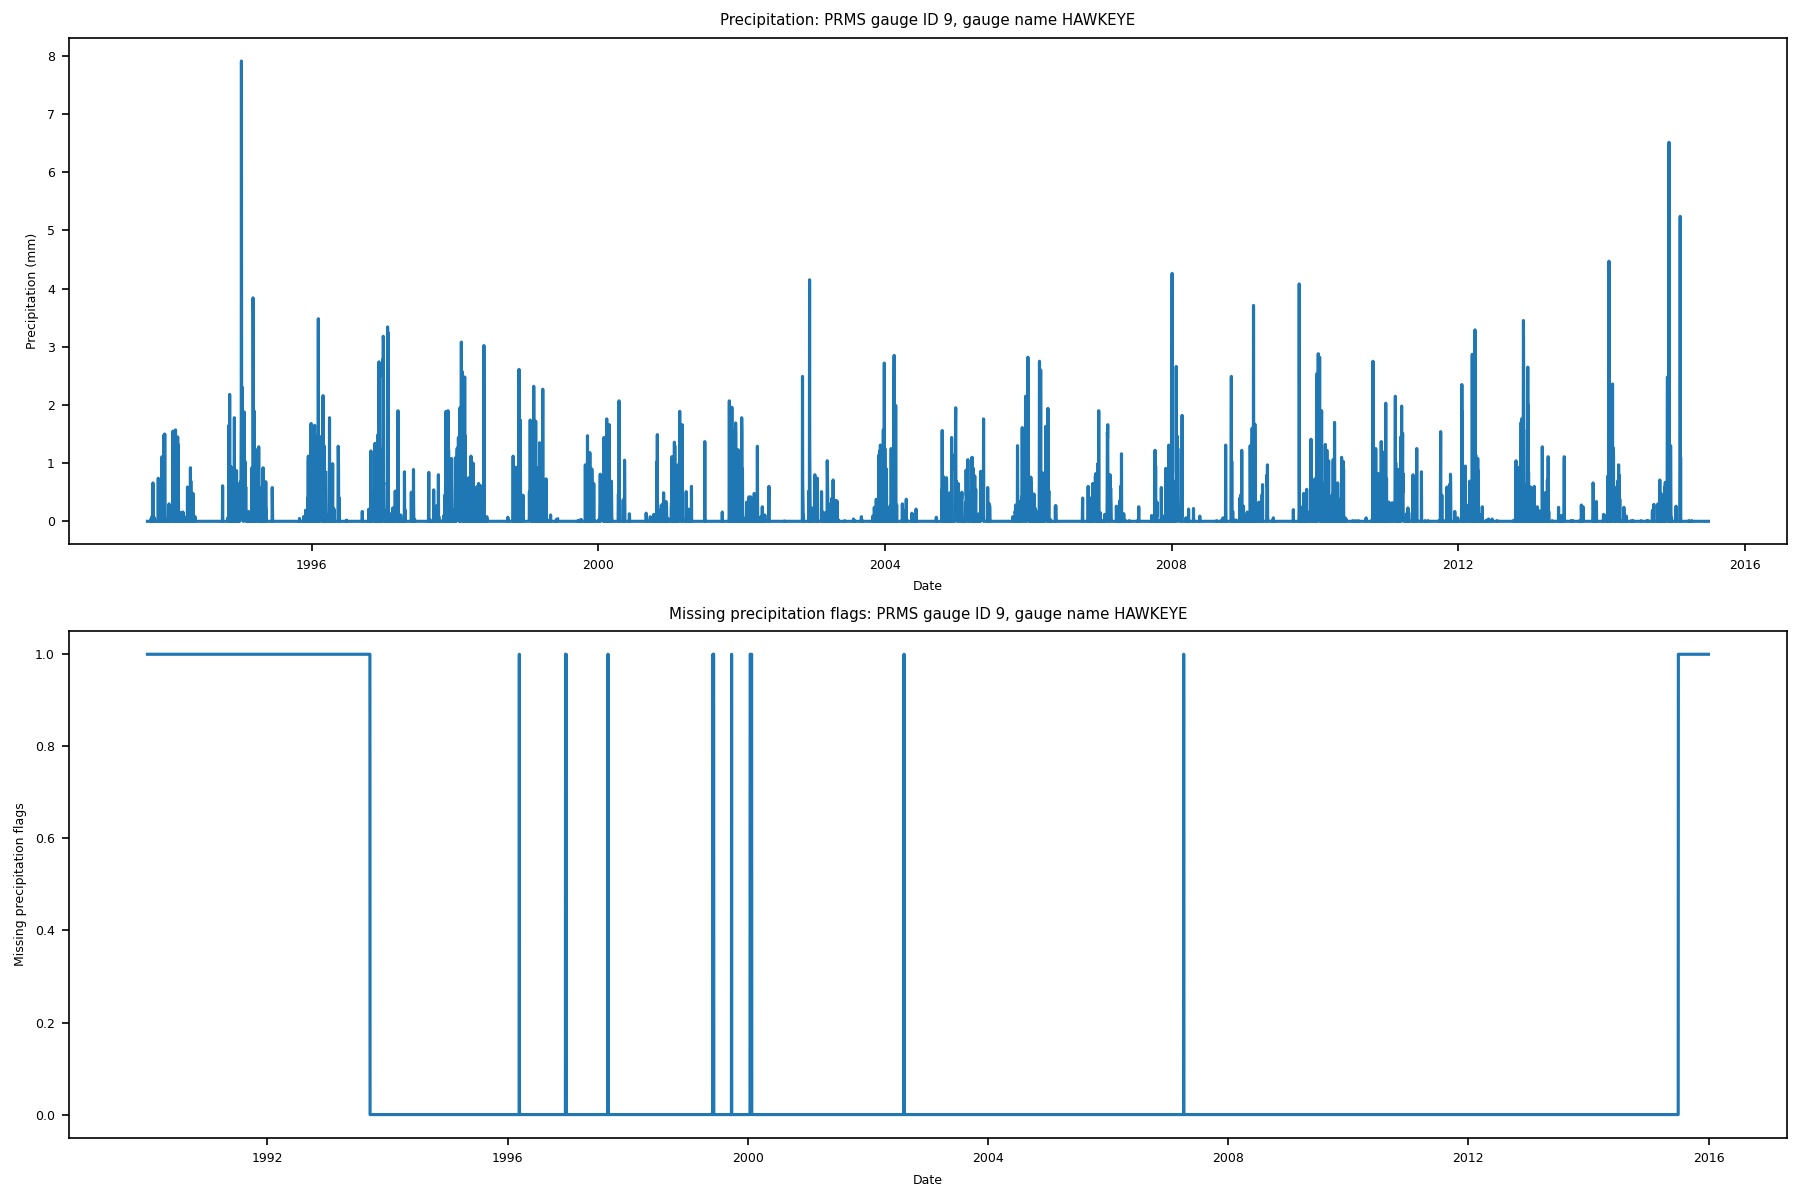 Precipitation: PRMS gauge ID 9, gauge name HAWKEYE
8
7
6
5
4
3
2
1
0
Precipitation (mm)
1996 2000 2004 2008 2012 2016
Date
Missing precipitation flags: PRMS gauge ID 9, gauge name HAWKEYE
1.0
0.8
0.6
0.4
0.2
0.0
Missing precipitation flags
1992 1996 2000 2004 2008 2012 2016
Date